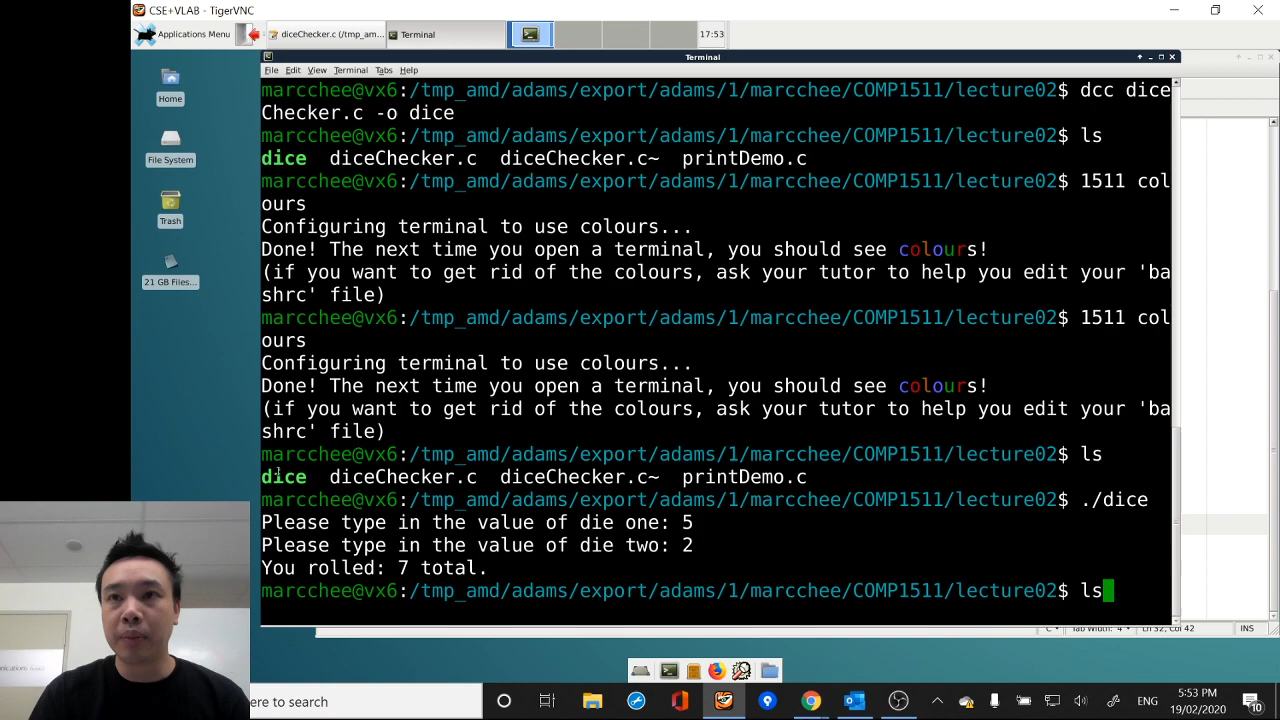 CSE+VLAB - TigerVNC
Applications Menu
diceChecker.c (/tmp_am...
Terminal
17:53
Terminal
File Edit View Terminal Tabs Help
marcchee@vx6:/tmp_amd/adams/export/adams/1/marcchee/COMP1511/lecture02$ dcc dice
Checker.c -o dice
marcchee@vx6:/tmp_amd/adams/export/adams/1/marcchee/COMP1511/lecture02$ ls
dice diceChecker.c diceChecker.c~ printDemo.c
marcchee@vx6:/tmp_amd/adams/export/adams/1/marcchee/COMP1511/lecture02$ 1511 col
ours
Configuring terminal to use colours...
Done! The next time you open a terminal, you should see colours!
(if you want to get rid of the colours, ask your tutor to help you edit your 'ba
shrc' file)
marcchee@vx6:/tmp_amd/adams/export/adams/1/marcchee/COMP1511/lecture02$ 1511 col
ours
Configuring terminal to use colours...
Done! The next time you open a terminal, you should see colours!
(if you want to get rid of the colours, ask your tutor to help you edit your 'ba
shrc' file)
marcchee@vx6:/tmp_amd/adams/export/adams/1/marcchee/COMP1511/lecture02$ ls
dice diceChecker.c diceChecker.c~ printDemo.c
marcchee@vx6:/tmp_amd/adams/export/adams/1/marcchee/COMP1511/lecture02$ ./dice
Please type in the value of die one: 5
Please type in the value of die two: 2
You rolled: 7 total.
marcchee@vx6:/tmp_amd/adams/export/adams/1/marcchee/COMP1511/lecture02$ ls
Home
File System
Trash
21 GB Files...
C Tab Width: 4 Ln 32, Col 42 INS
here to search
ENG
5:53 PM
19/02/2020
10